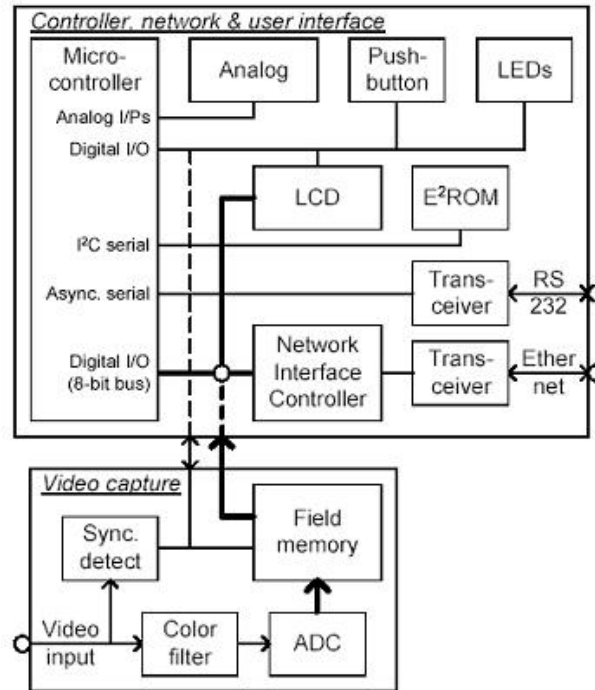 Controller, network & user interface
Micro-
controller
Analog
Push-
button
LEDs
Analog I/Ps
Digital I/O
LCD
E²ROM
I²C serial
Async. serial
Trans-
ceiver
RS
232
Digital I/O
(8-bit bus)
Network
Interface
Controller
Trans-
ceiver
Ether
net
Video capture
Sync.
detect
Field
memory
Video
input
Color
filter
ADC